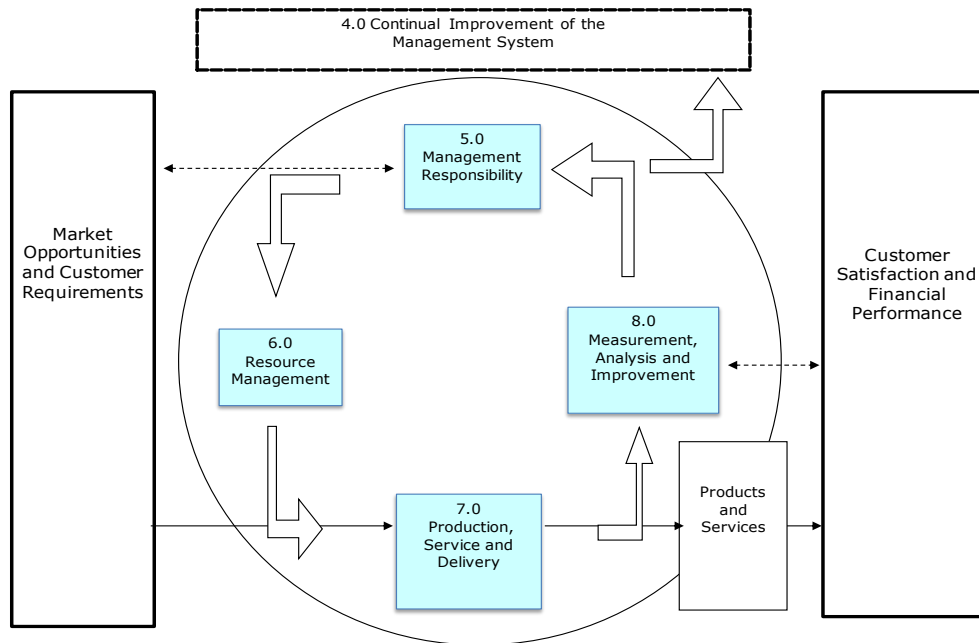 4.0 Continual Improvement of the
Management System
5.0
Management
Responsibility
Market
Opportunities
and Customer
Requirements
Customer
Satisfaction and
Financial
Performance
6.0
Resource
Management
8.0
Measurement,
Analysis and
Improvement
7.0
Production,
Service and
Delivery
Products
and
Services